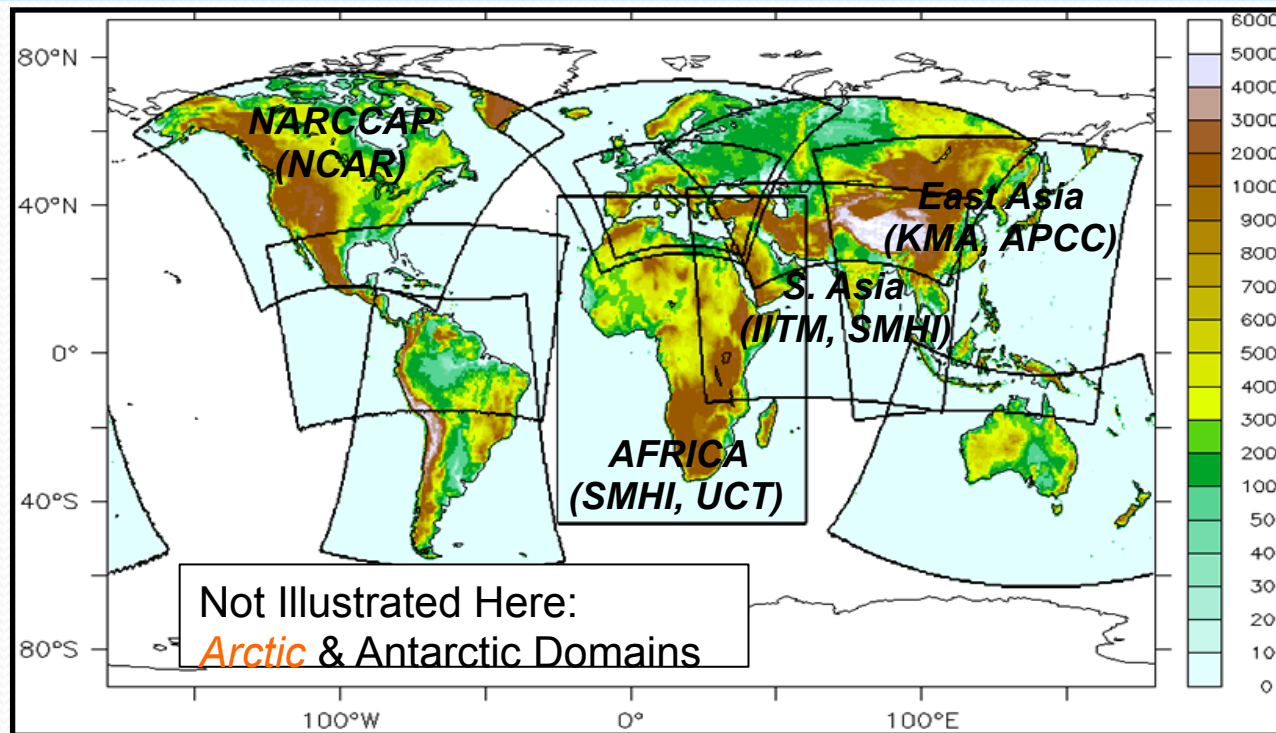 NARCCAP
(NCAR)
East Asia
(KMA, APCC)
S. Asia
(IITM, SMHI)
AFRICA
(SMHI, UCT)
Not Illustrated Here:
Arctic & Antarctic Domains
80°N
40°N
0°
40°S
80°S
100°W
0°
100°E
6000
5000
4000
3000
2000
1000
900
800
700
600
500
400
300
200
100
50
40
30
20
10
0